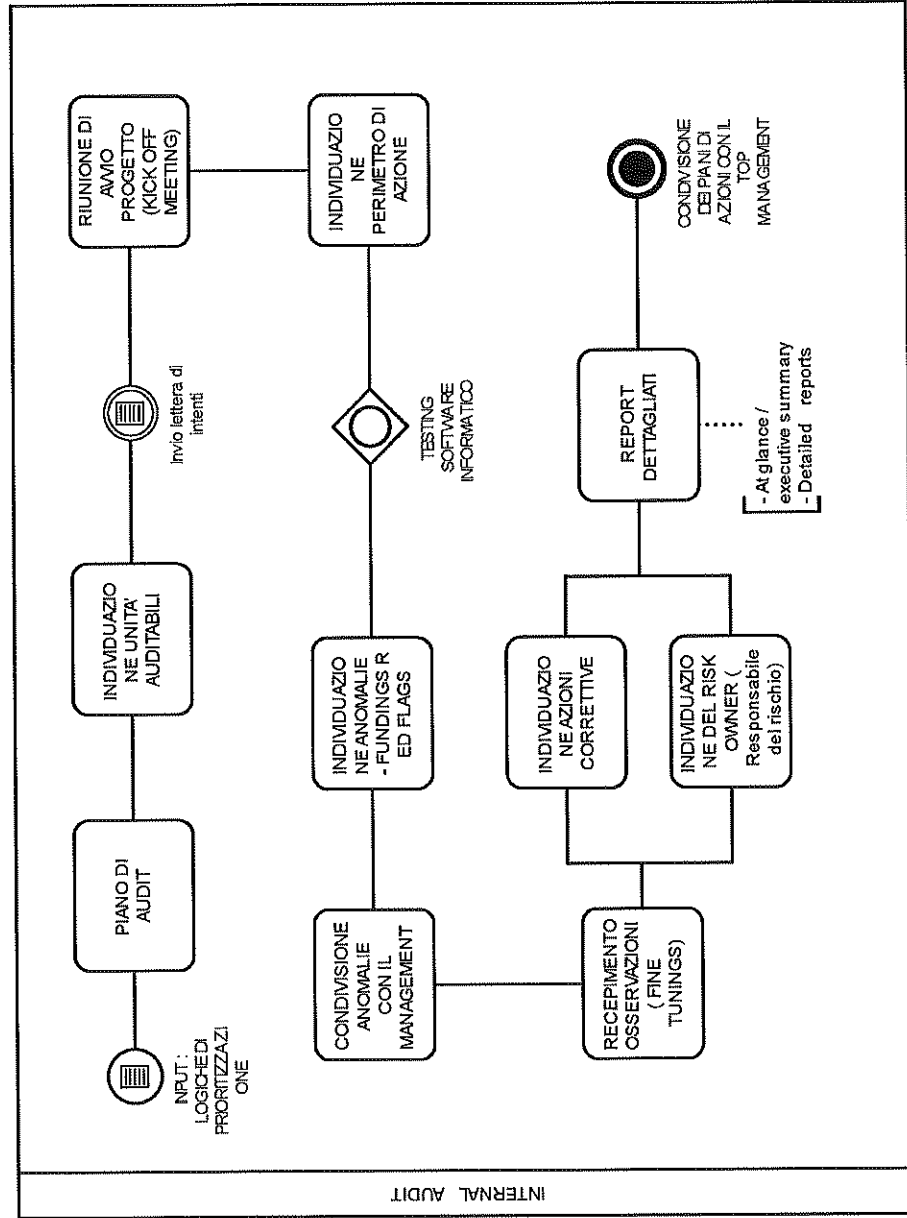 INTERNAL AUDIT
INPUT :
LOGICHE DI
PRIORITIZZAZI
ONE
PIANO DI
AUDIT
INDIVIDUAZIO
NE UNITA'
AUDITABILI
Invio lettera di
intenti
RIUNIONE DI
AVVIO
PROGETTO
(KICK OFF
MEETING)
INDIVIDUAZIO
NE
PERIMETRO DI
AZIONE
TESTING
SOFTWARE
INFORMATICO
INDIVIDUAZIO
NE ANOMALIE
- FUNDINGS R
ED FLAGS
CONDIVISIONE
ANOMALIE
CON IL
MANAGEMENT
RECEPIMENTO
OSSERVAZIONI
( FINE
TUNINGS)
INDIVIDUAZIO
NE AZIONI
CORRETTIVE
INDIVIDUAZIO
NE DEL RISK
OWNER (
Responsabile
del rischio)
REPORT
DETTAGLIATI
- At glance /
executive summary
- Detailed reports
CONDIVISIONE
DEI PIANI DI
AZIONI CON IL
TOP
MANAGEMENT